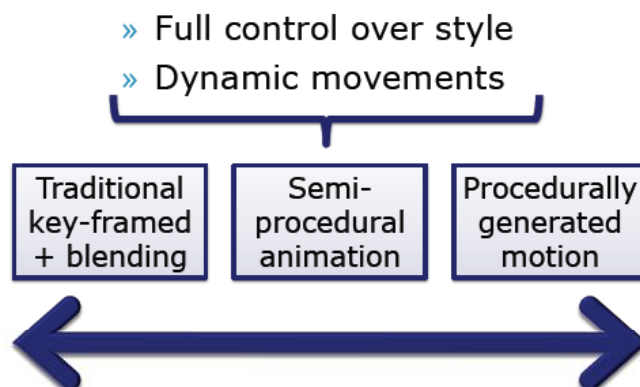 » Full control over style
» Dynamic movements
Traditional
key-framed
+ blending
Semi-
procedural
animation
Procedurally
generated
motion